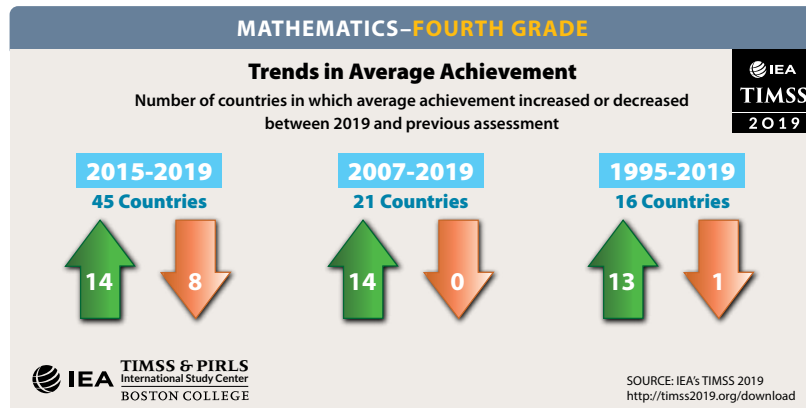 MATHEMATICS–FOURTH GRADE
Trends in Average Achievement
Number of countries in which average achievement increased or decreased
between 2019 and previous assessment
IEA
TIMSS
2019
2015-2019
45 Countries
14
8
2007-2019
21 Countries
14
0
1995-2019
16 Countries
13
1
IEA
TIMSS & PIRLS
International Study Center
BOSTON COLLEGE
SOURCE: IEA's TIMSS 2019
http://timss2019.org/download